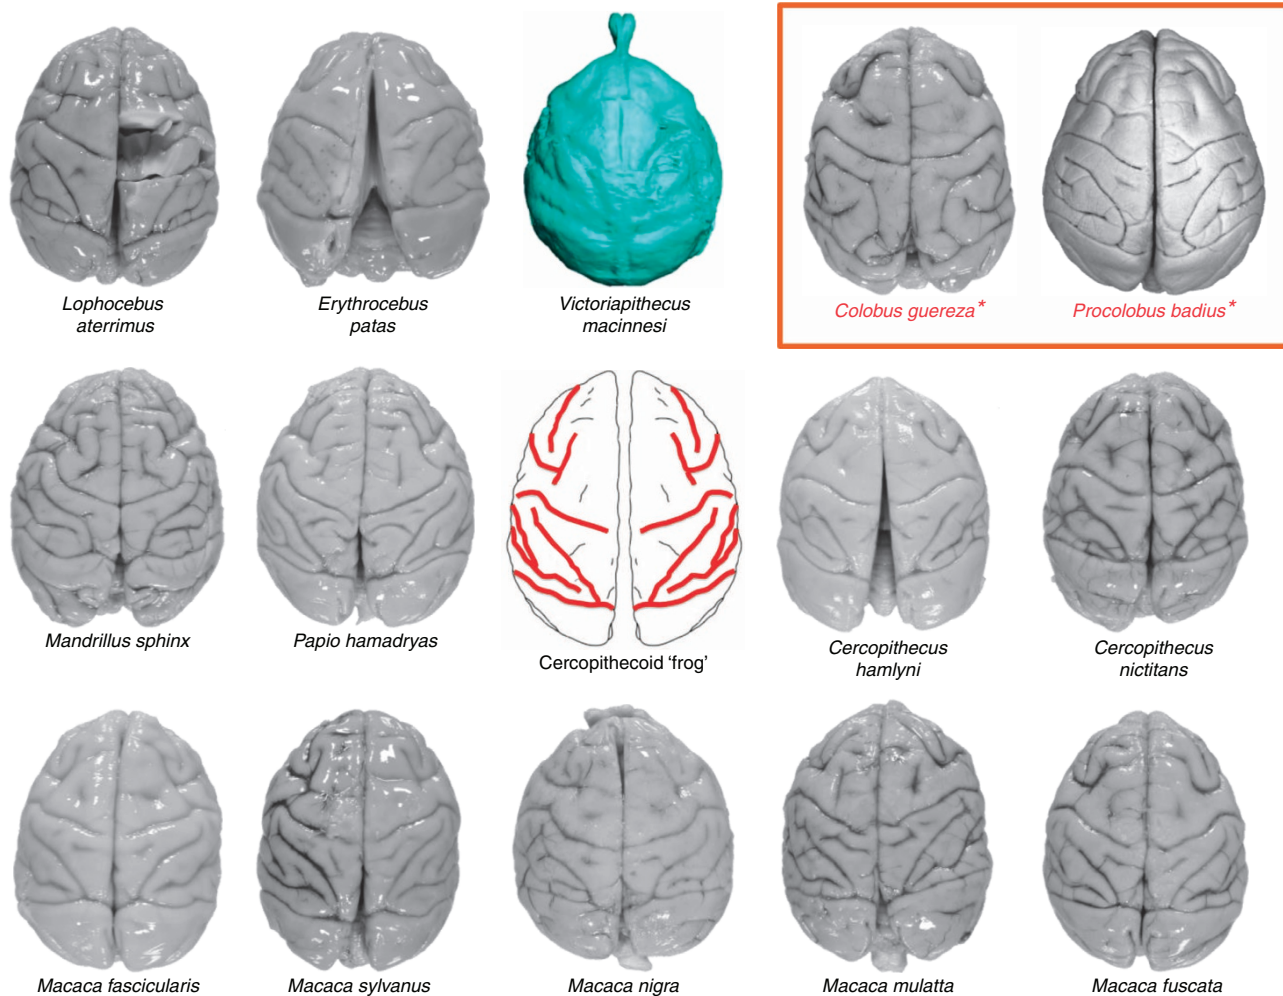 Lophocebus
aterrimus
Erythrocebus
patas
Victoriapithecus
macinnesi
Colobus guereza*
Procolobus badius*
Mandrillus sphinx
Papio hamadryas
Cercopithecoid ‘frog’
Cercopithecus
hamlyni
Cercopithecus
nictitans
Macaca fascicularis
Macaca sylvanus
Macaca nigra
Macaca mulatta
Macaca fuscata